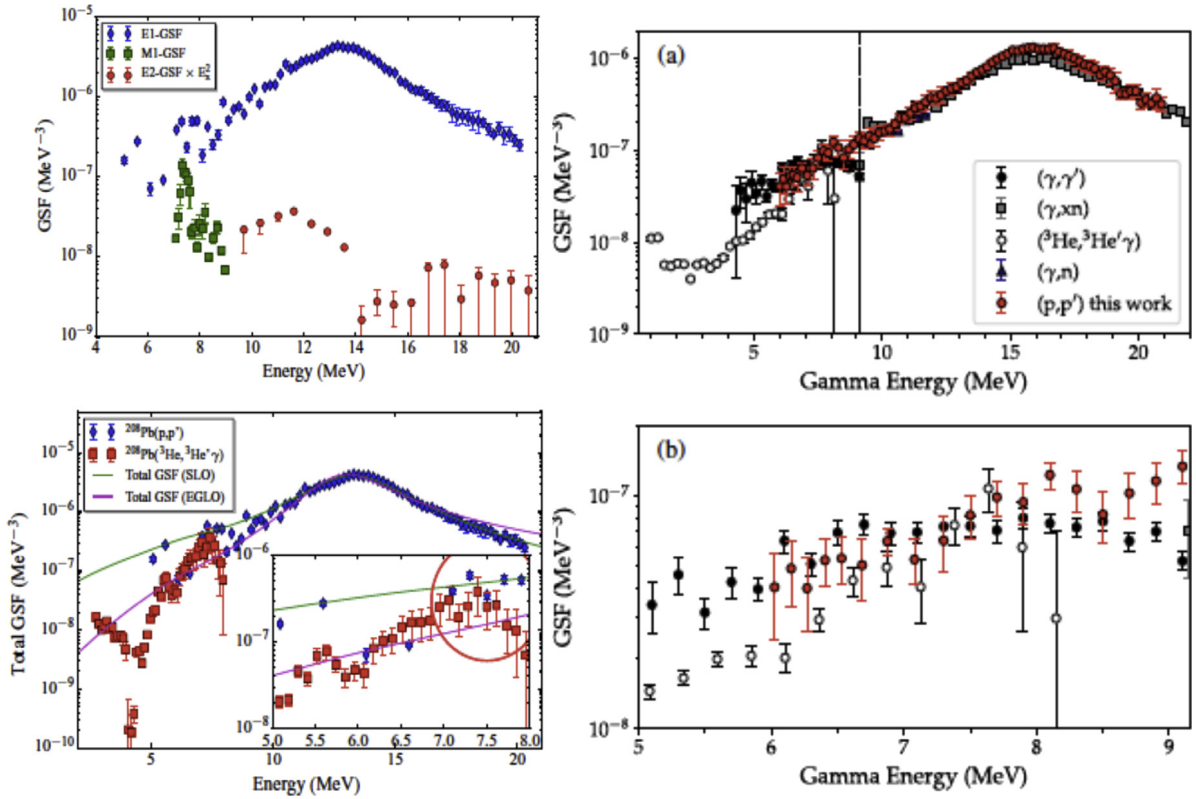 10⁻⁵
10⁻⁶
10⁻⁷
10⁻⁸
10⁻⁹
GSF (MeV⁻³)
E1-GSF
M1-GSF
E2-GSF × Eₓ²
4 6 8 10 12 14 16 18 20
Energy (MeV)
(a)
10⁻⁶
10⁻⁷
10⁻⁸
10⁻⁹
GSF (MeV⁻³)
(γ,γ′)
(γ,xn)
(³He,³He′γ)
(γ,n)
(p,p′) this work
5 10 15 20
Gamma Energy (MeV)
10⁻⁵
10⁻⁶
10⁻⁷
10⁻⁸
10⁻⁹
10⁻¹⁰
Total GSF (MeV⁻³)
²⁰⁸Pb(p,p′)
²⁰⁸Pb(³He,³He′γ)
Total GSF (SLO)
Total GSF (EGLO)
10⁻⁶
10⁻⁷
10⁻⁸
5.0 5.5 6.0 6.5 7.0 7.5 8.0
5 10 15 20
Energy (MeV)
(b)
10⁻⁷
10⁻⁸
GSF (MeV⁻³)
5 6 7 8 9
Gamma Energy (MeV)